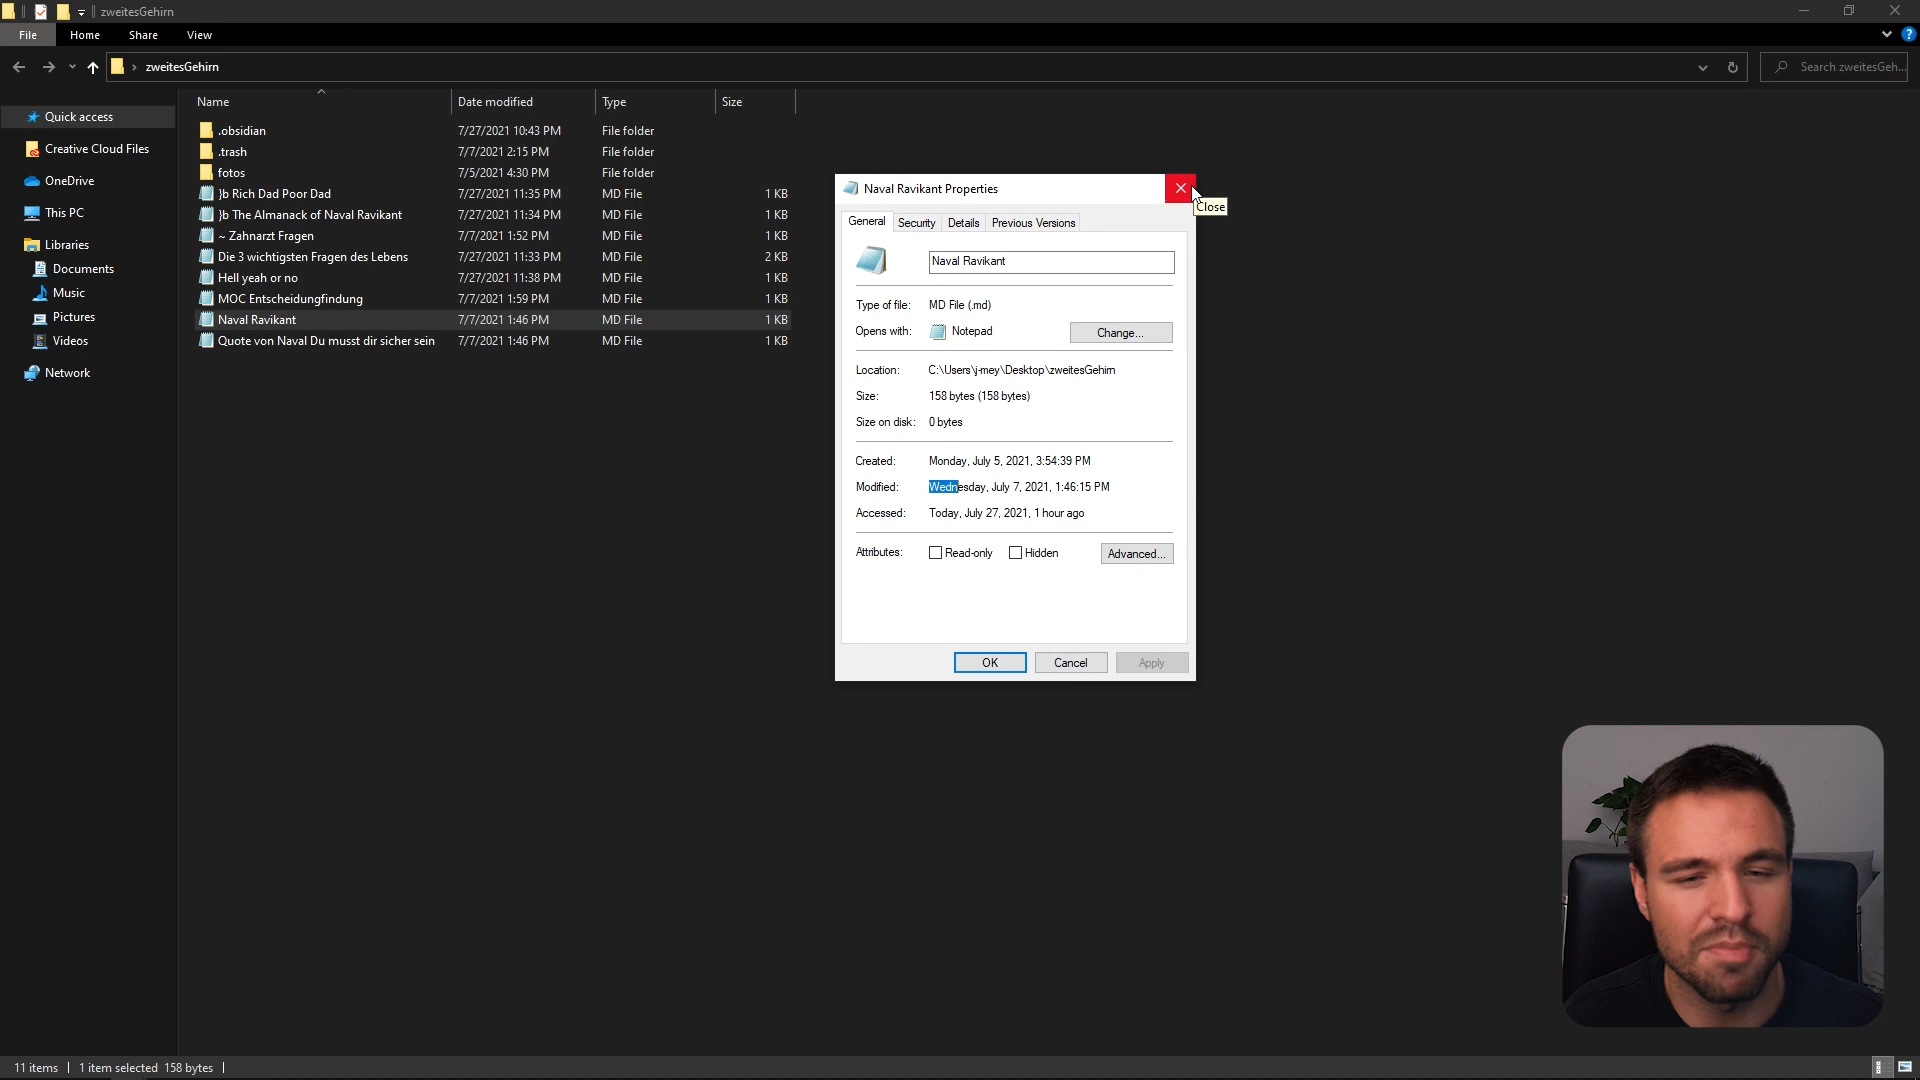 zweitesGehirn
File Home Share View
zweitesGehirn
Search zweitesGeh...
Name Date modified Type Size
Quick access
Creative Cloud Files
OneDrive
This PC
Libraries
Documents
Music
Pictures
Videos
Network
.obsidian 7/27/2021 10:43 PM File folder
.trash 7/7/2021 2:15 PM File folder
fotos 7/5/2021 4:30 PM File folder
}b Rich Dad Poor Dad 7/27/2021 11:35 PM MD File 1 KB
}b The Almanack of Naval Ravikant 7/27/2021 11:34 PM MD File 1 KB
~ Zahnarzt Fragen 7/7/2021 1:52 PM MD File 1 KB
Die 3 wichtigsten Fragen des Lebens 7/27/2021 11:33 PM MD File 2 KB
Hell yeah or no 7/27/2021 11:38 PM MD File 1 KB
MOC Entscheidungfindung 7/7/2021 1:59 PM MD File 1 KB
Naval Ravikant 7/7/2021 1:46 PM MD File 1 KB
Quote von Naval Du musst dir sicher sein 7/7/2021 1:46 PM MD File 1 KB
Naval Ravikant Properties
Close
General Security Details Previous Versions
Naval Ravikant
Type of file: MD File (.md)
Opens with: Notepad Change...
Location: C:\Users\j-mey\Desktop\zweitesGehirn
Size: 158 bytes (158 bytes)
Size on disk: 0 bytes
Created: Monday, July 5, 2021, 3:54:39 PM
Modified: Wednesday, July 7, 2021, 1:46:15 PM
Accessed: Today, July 27, 2021, 1 hour ago
Attributes: Read-only Hidden Advanced...
OK Cancel Apply
11 items 1 item selected 158 bytes